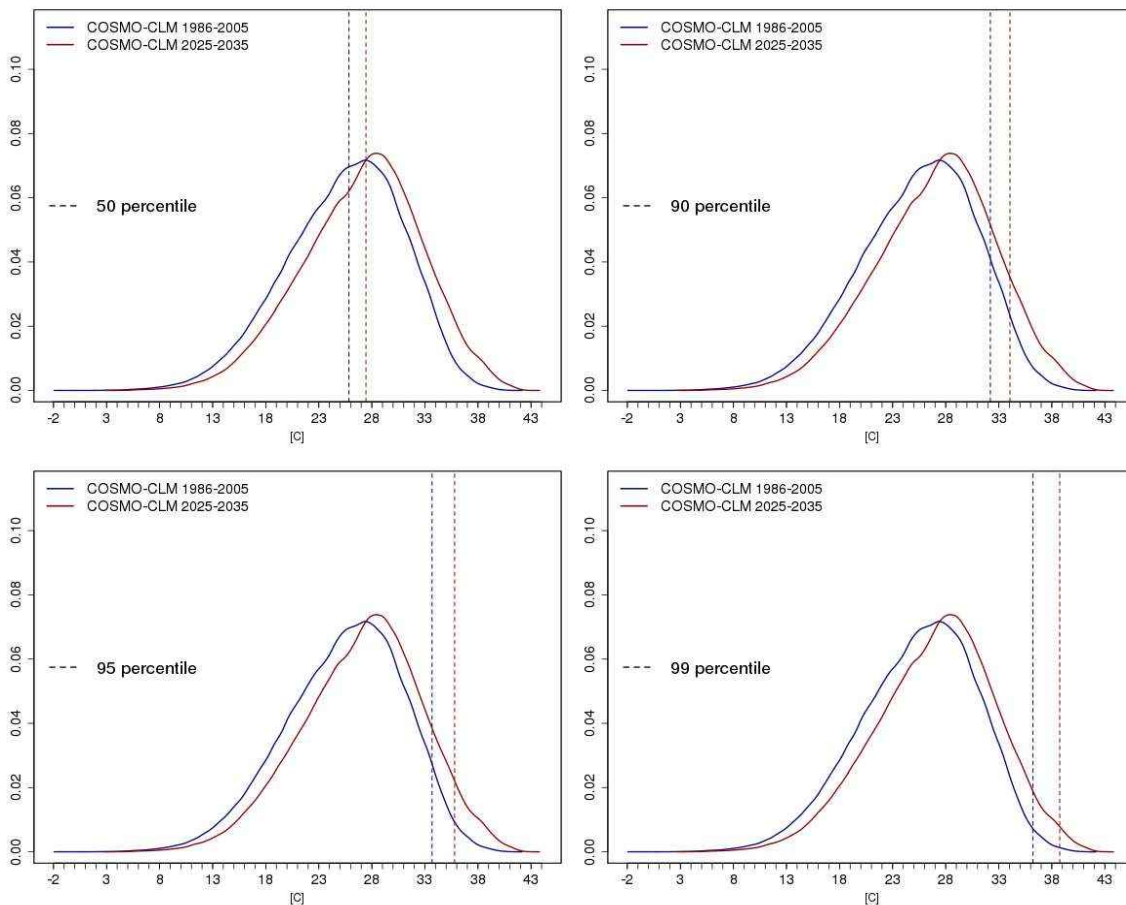 COSMO-CLM 1986-2005
COSMO-CLM 2025-2035
50 percentile
0.00 0.02 0.04 0.06 0.08 0.10
-2 3 8 13 18 23 28 33 38 43
[C]
COSMO-CLM 1986-2005
COSMO-CLM 2025-2035
90 percentile
0.00 0.02 0.04 0.06 0.08 0.10
-2 3 8 13 18 23 28 33 38 43
[C]
COSMO-CLM 1986-2005
COSMO-CLM 2025-2035
95 percentile
0.00 0.02 0.04 0.06 0.08 0.10
-2 3 8 13 18 23 28 33 38 43
[C]
COSMO-CLM 1986-2005
COSMO-CLM 2025-2035
99 percentile
0.00 0.02 0.04 0.06 0.08 0.10
-2 3 8 13 18 23 28 33 38 43
[C]